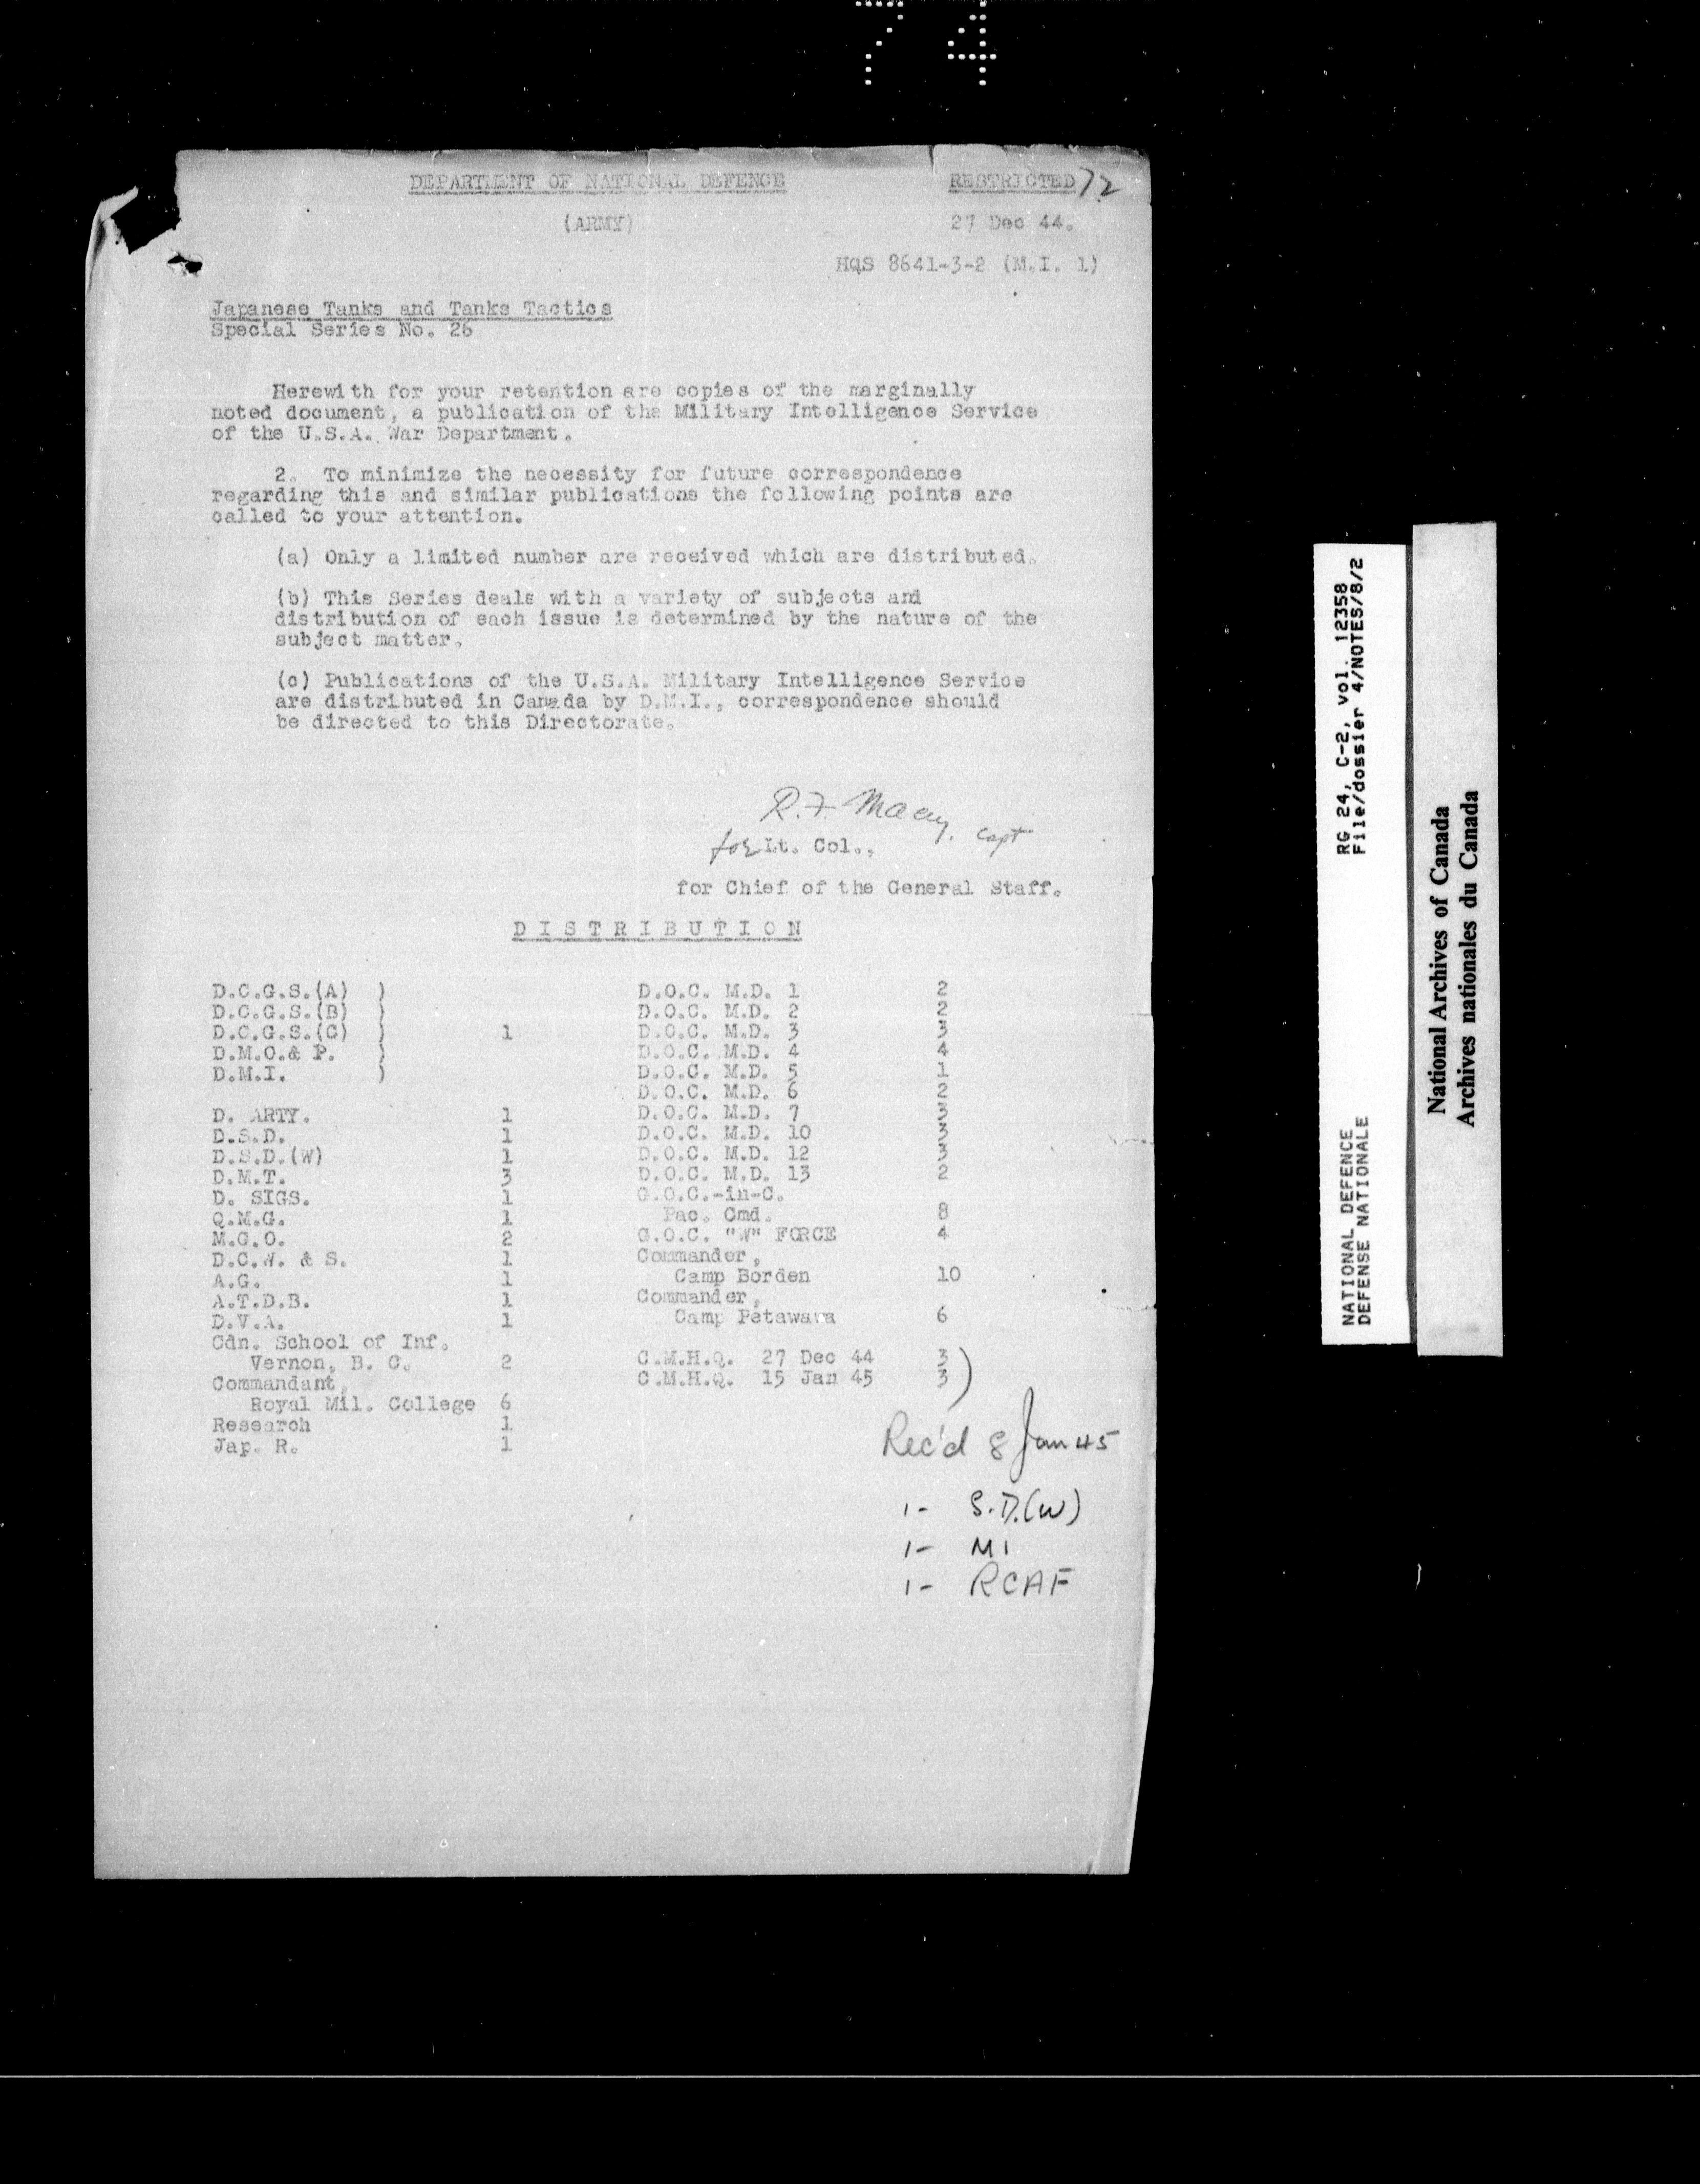 74
DEPARTMENT OF NATIONAL DEFENCE RESTRICTED 72
(ARMY) 27 Dec 44.
HQS 8641-3-2 (M.I. 1)
Japanese Tanks and Tanks Tactics
Special Series No. 26
Herewith for your retention are copies of the marginally
noted document, a publication of the Military Intelligence Service
of the U.S.A. War Department.
2. To minimize the necessity for future correspondence
regarding this and similar publications the following points are
called to your attention.
(a) Only a limited number are received which are distributed.
(b) This Series deals with a variety of subjects and
distribution of each issue is determined by the nature of the
subject matter.
(c) Publications of the U.S.A. Military Intelligence Service
are distributed in Canada by D.M.I., correspondence should
be directed to this Directorate.
R.F. Capt
for Lt. Col.,
for Chief of the General Staff.
DISTRIBUTION
D.C.G.S.(A) ) D.O.C. M.D. 1 2
D.C.G.S.(B) ) D.O.C. M.D. 2 2
D.C.G.S.(C) ) 1 D.O.C. M.D. 3 3
D.M.O.& P. ) D.O.C. M.D. 4 4
D.M.I. ) D.O.C. M.D. 5 1
D.O.C. M.D. 6 2
D. ARTY. 1 D.O.C. M.D. 7 3
D.S.D. 1 D.O.C. M.D. 10 3
D.S.D.(W) 1 D.O.C. M.D. 12 3
D.M.T. 3 D.O.C. M.D. 13 2
D. SIGS. 1 G.O.C.-in-C.
Q.M.G. 1 Pac. Cmd. 8
M.G.O. 2 G.O.C. "W" FORCE 4
D.C.W. & S. 1 Commander,
A.G. 1 Camp Borden 10
A.T.D.B. 1 Commander,
D.V.A. 1 Camp Petawawa 6
Cdn. School of Inf.
Vernon, B. C. 2 C.M.H.Q. 27 Dec 44 3 )
Commandant, C.M.H.Q. 15 Jan 45 3 )
Royal Mil. College 6
Research 1
Jap. R. 1
Rec'd 8 Jan 45
1- S.D.(W)
1- MI
1- RCAF
RG 24, C-2, vol. 12358
File/dossier 4/NOTES/8/2
NATIONAL DEFENCE
DEFENSE NATIONALE
National Archives of Canada
Archives nationales du Canada